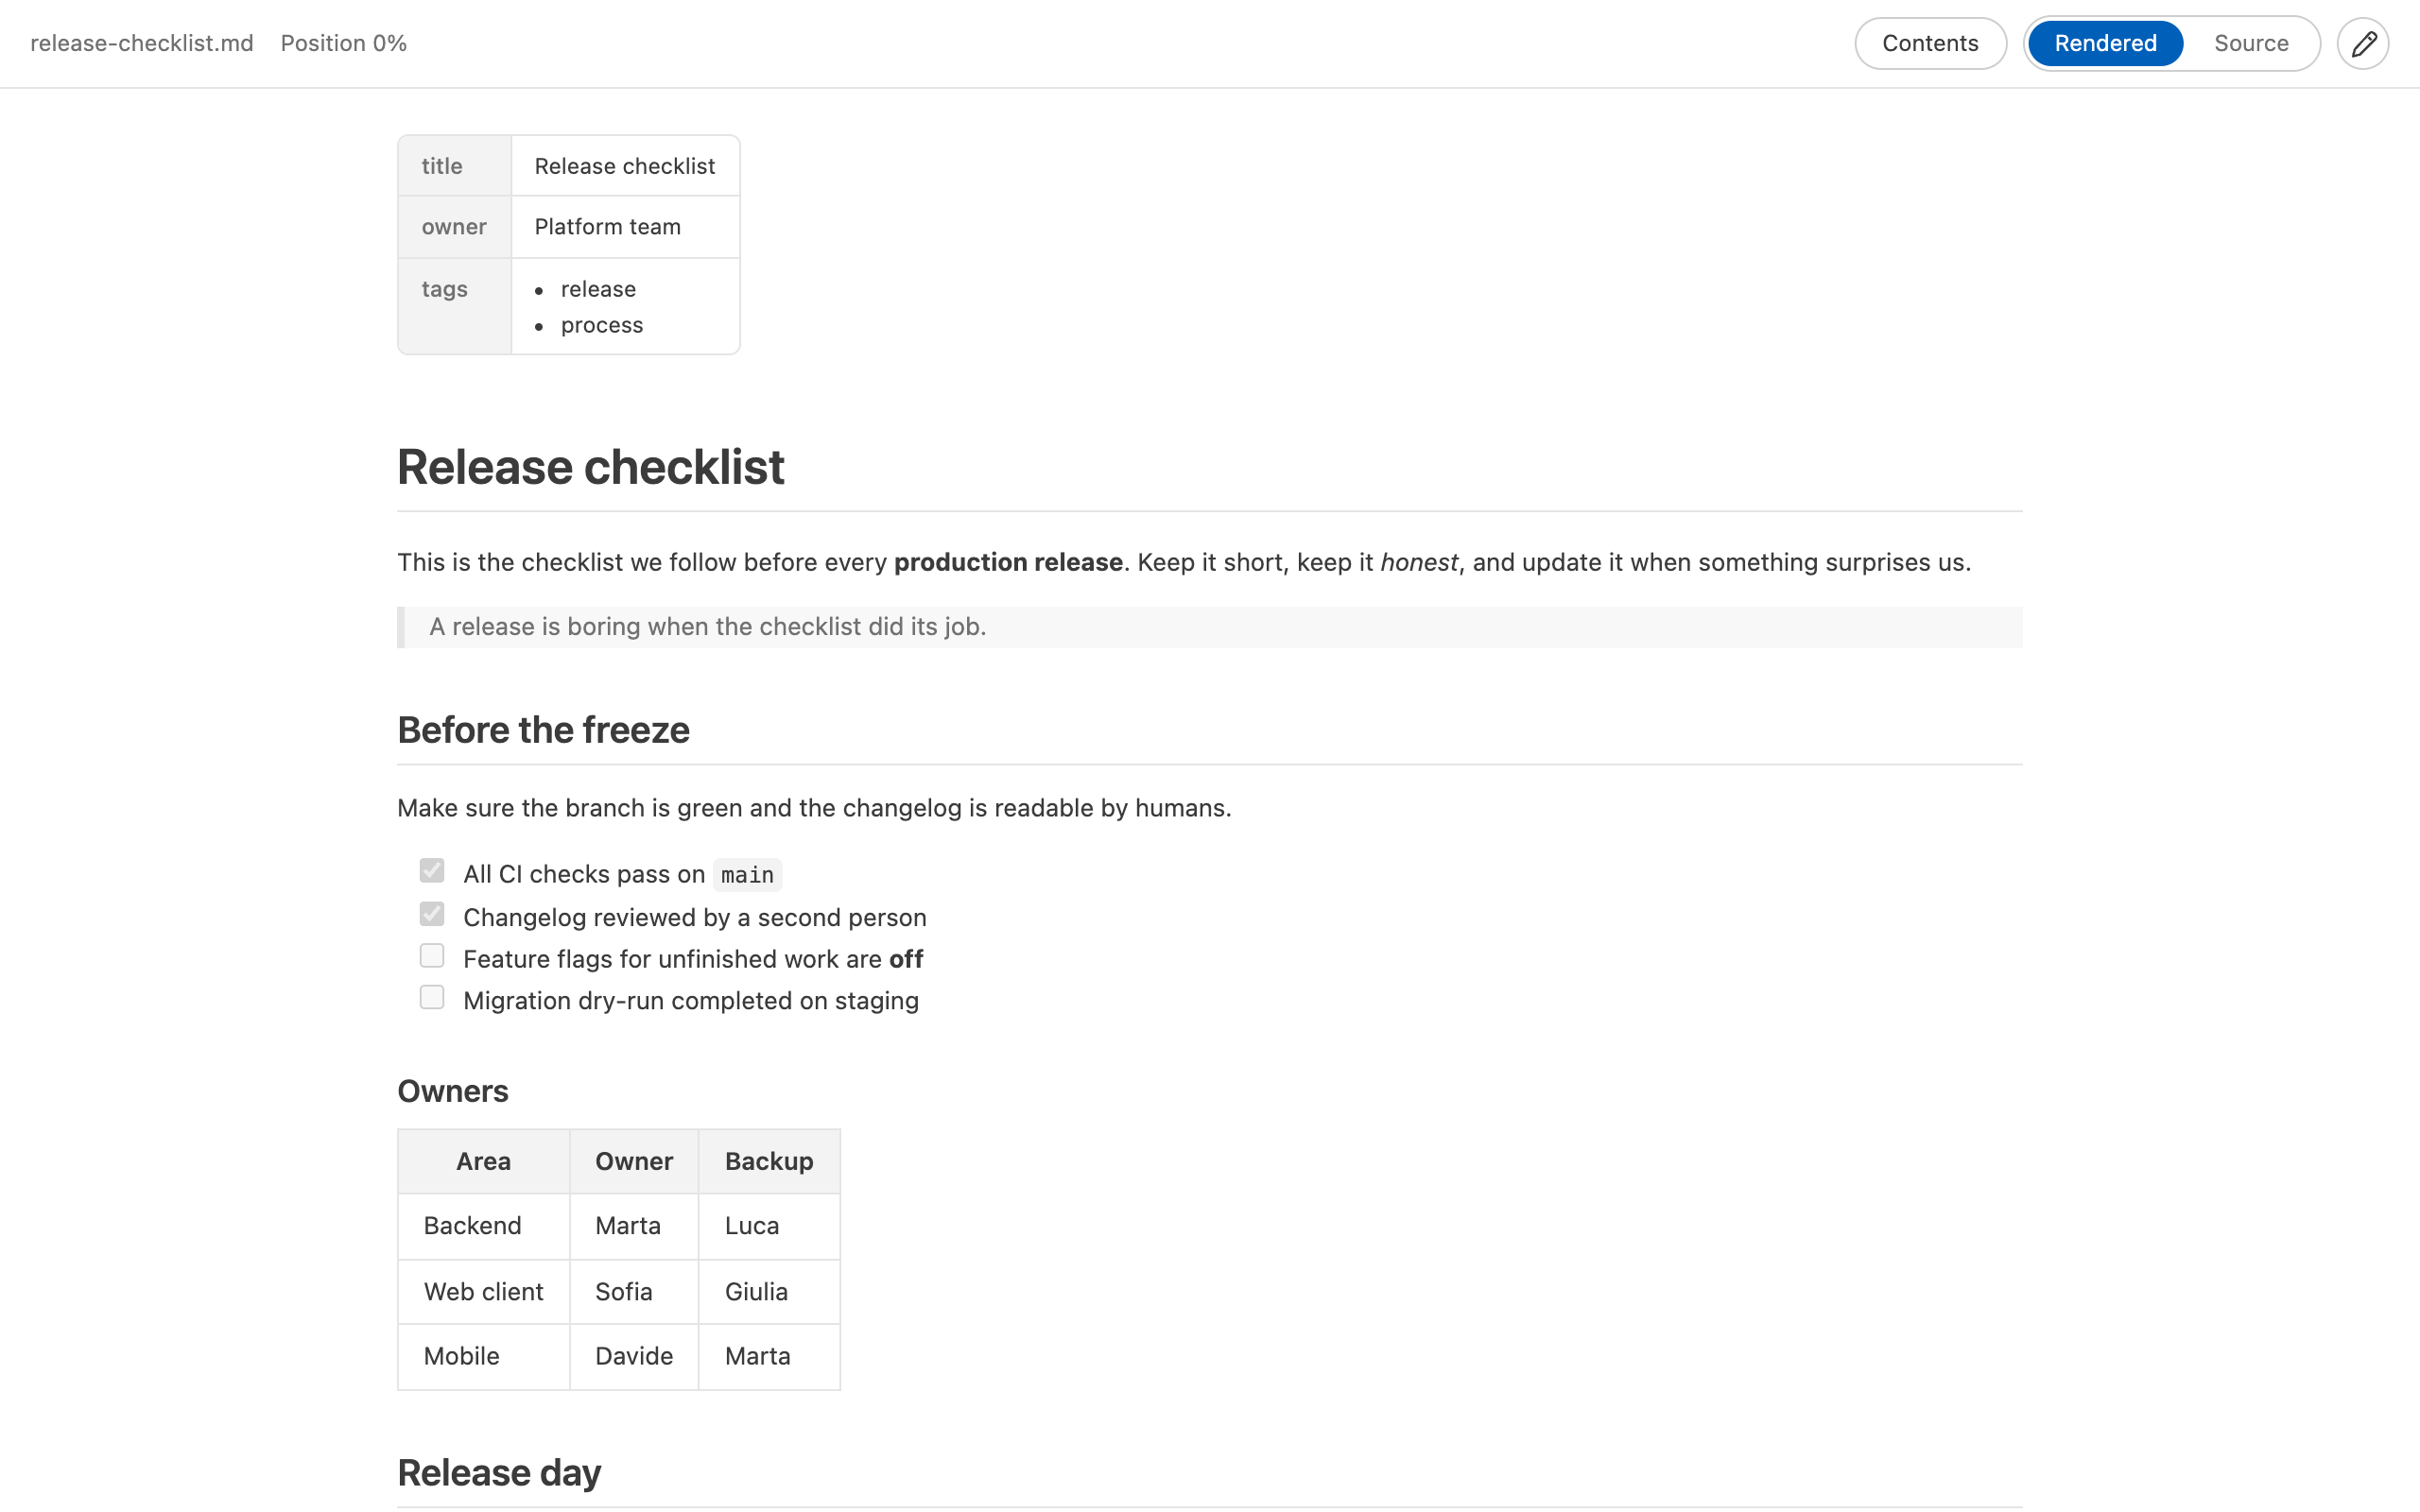 release-checklist.md Position 0% Contents Rendered Source
title Release checklist
owner Platform team
tags • release
• process
Release checklist
This is the checklist we follow before every production release. Keep it short, keep it honest, and update it when something surprises us.
A release is boring when the checklist did its job.
Before the freeze
Make sure the branch is green and the changelog is readable by humans.
All CI checks pass on main
Changelog reviewed by a second person
Feature flags for unfinished work are off
Migration dry-run completed on staging
Owners
Area Owner Backup
Backend Marta Luca
Web client Sofia Giulia
Mobile Davide Marta
Release day